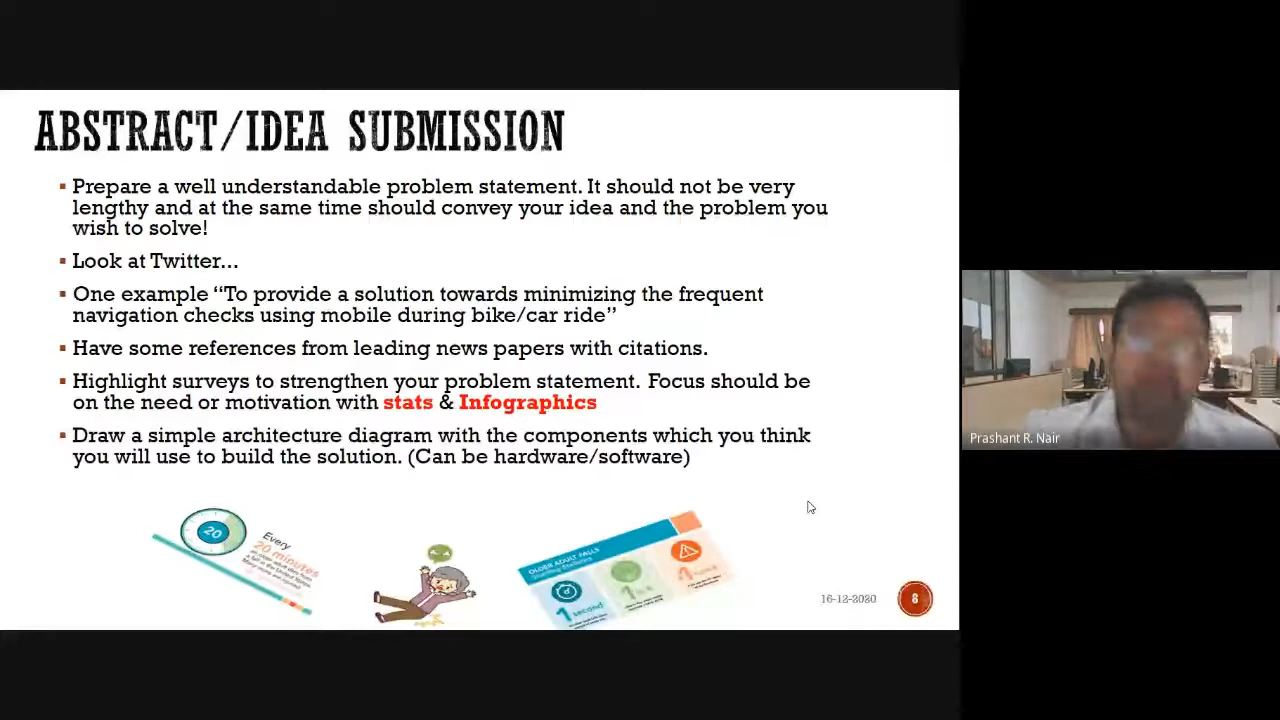 ABSTRACT/IDEA SUBMISSION
▪ Prepare a well understandable problem statement. It should not be very
lengthy and at the same time should convey your idea and the problem you
wish to solve!
▪ Look at Twitter...
▪ One example “To provide a solution towards minimizing the frequent
navigation checks using mobile during bike/car ride”
▪ Have some references from leading news papers with citations.
▪ Highlight surveys to strengthen your problem statement. Focus should be
on the need or motivation with stats & Infographics
▪ Draw a simple architecture diagram with the components which you think
you will use to build the solution. (Can be hardware/software)
20
Every
20 minutes
OLDER ADULT FALLS
1 second
16-12-2020
8
Prashant R. Nair